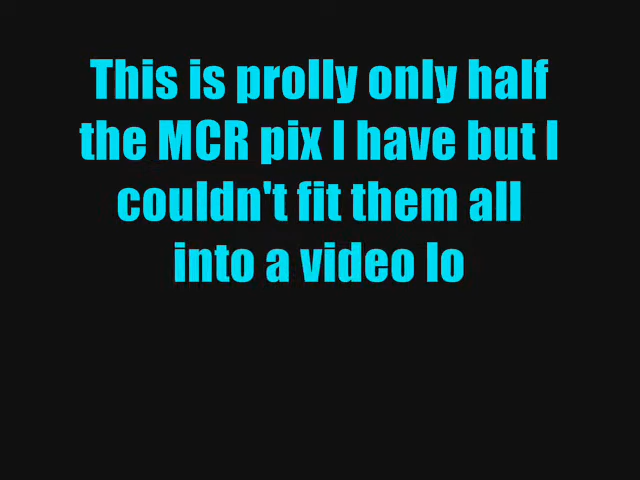 This is prolly only half
the MCR pix I have but I
couldn't fit them all
into a video lo